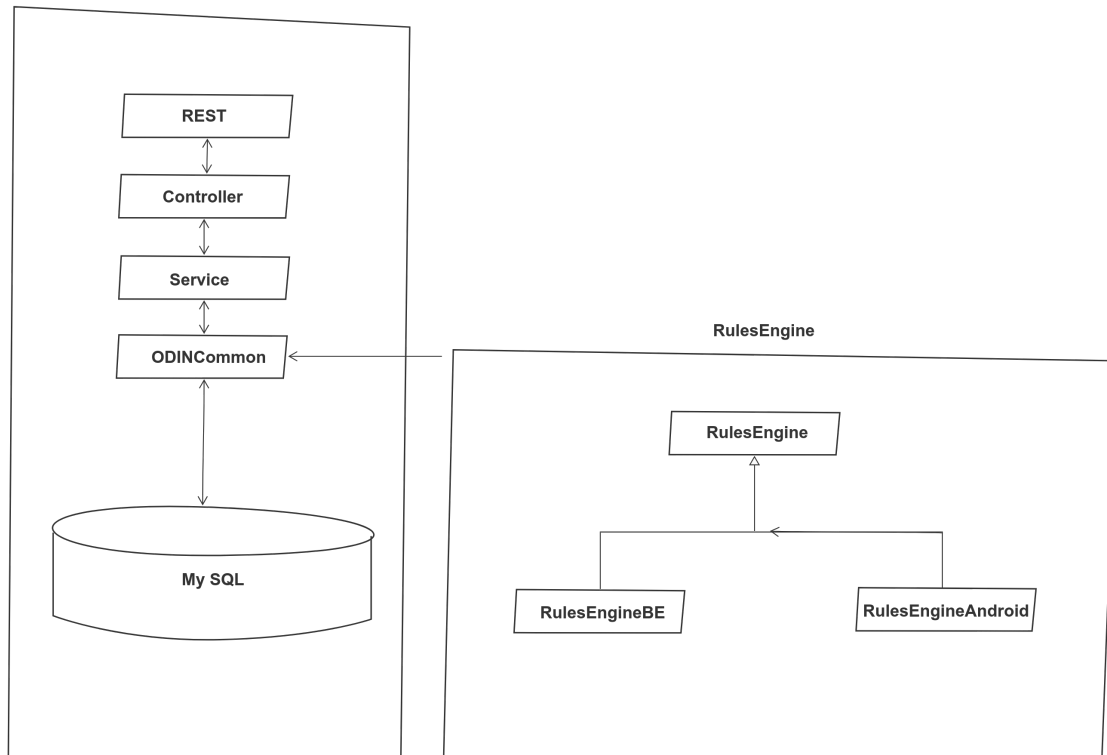 REST
Controller
Service
ODINCommon
My SQL
RulesEngine
RulesEngine
RulesEngineBE
RulesEngineAndroid